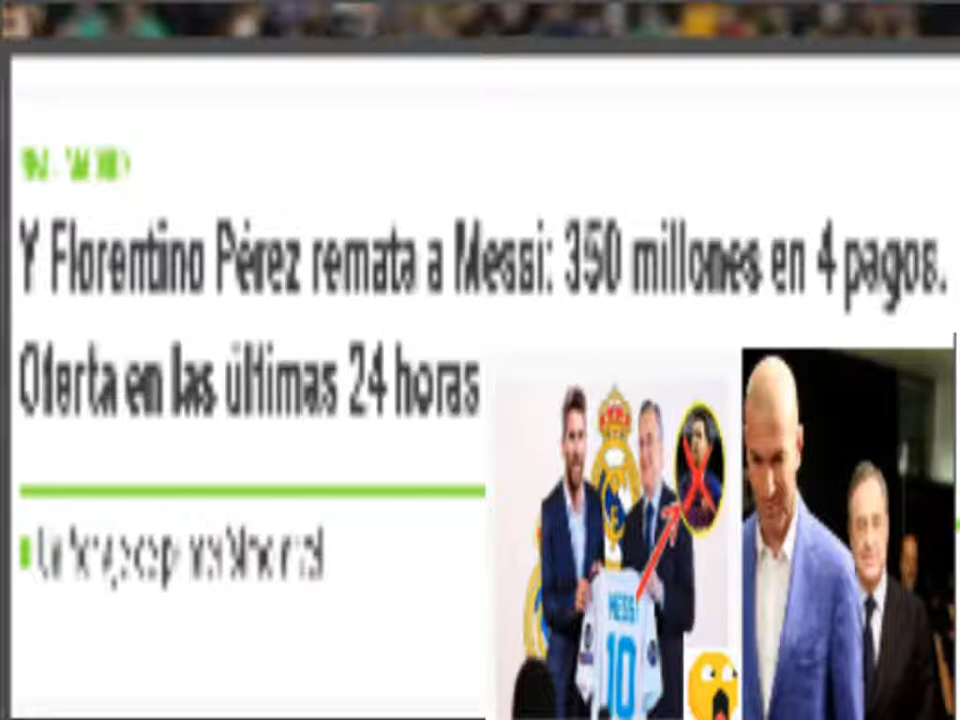 Y Florentino Pérez remata a Messi: 350 millones en 4 pagos.
Oferta en las últimas 24 horas
MESSI
10